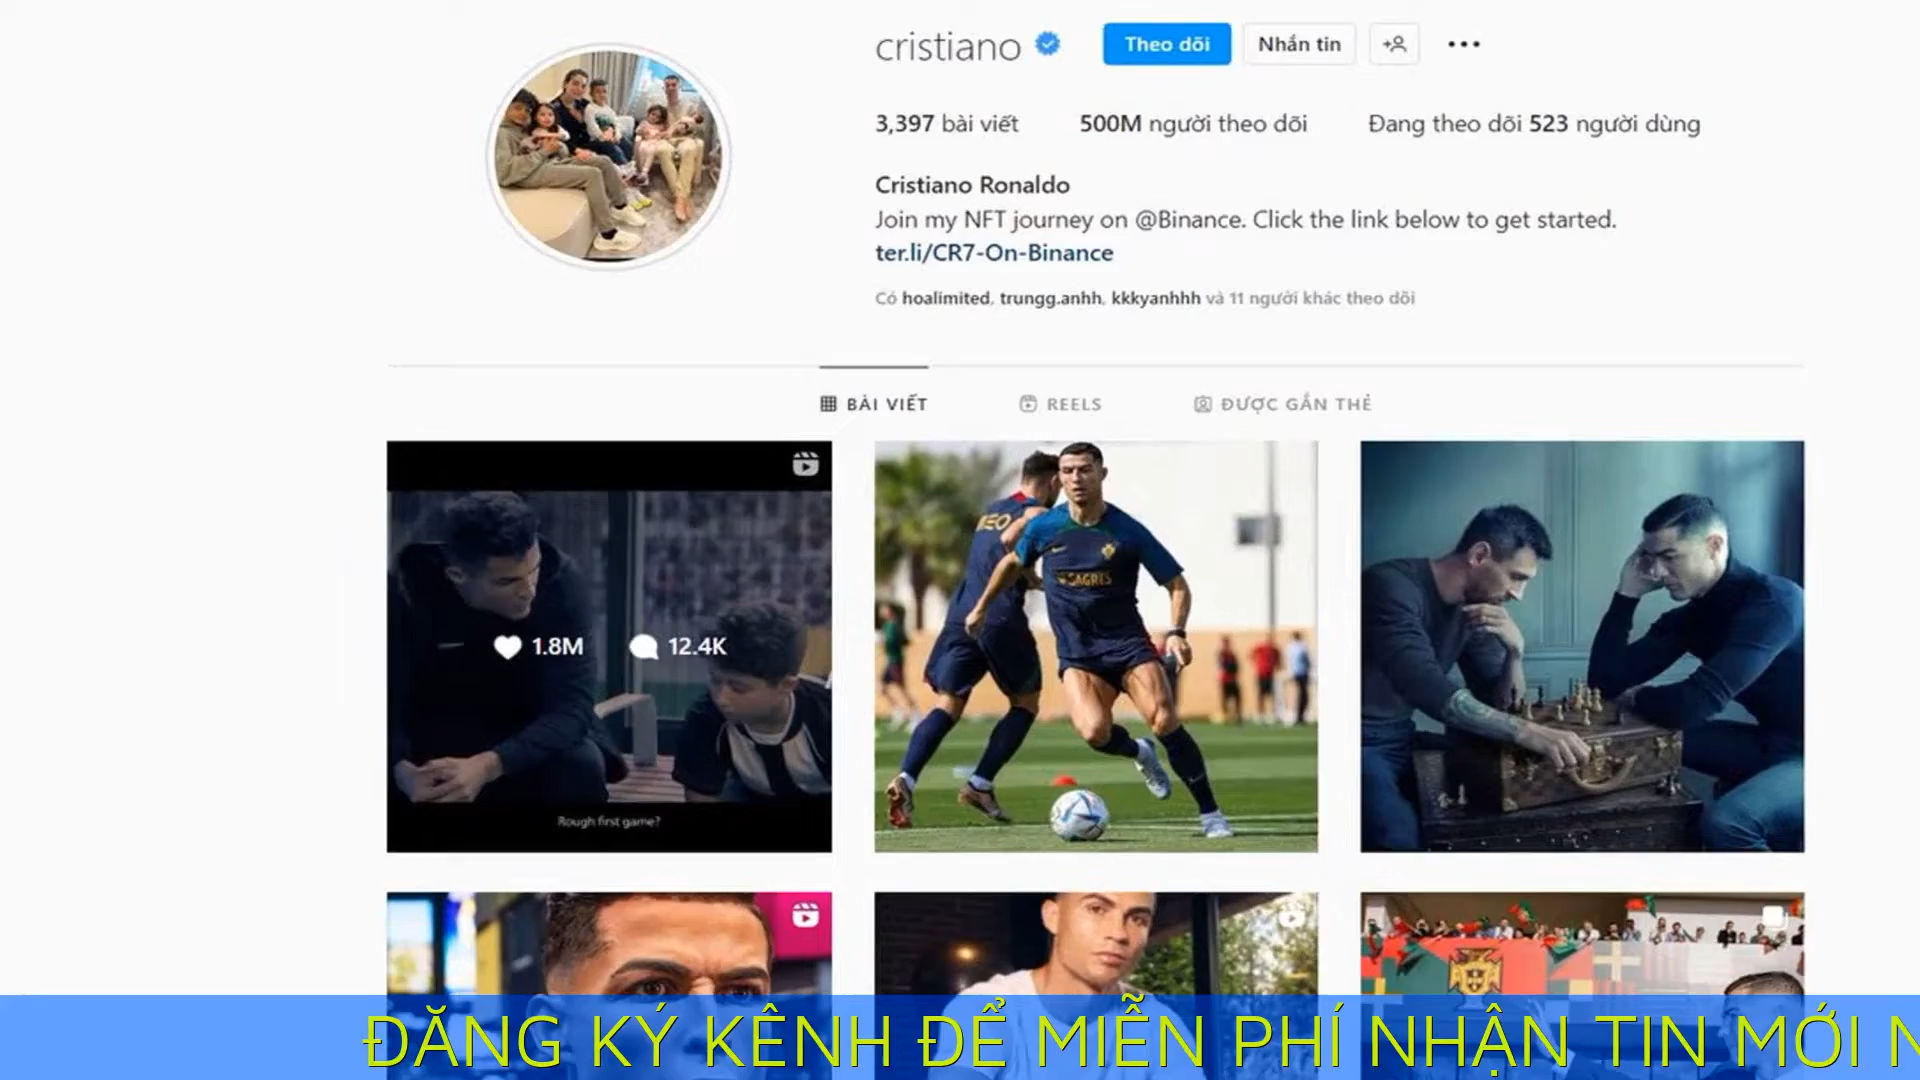 cristiano
Theo dõi
Nhắn tin
3,397 bài viết
500M người theo dõi
Đang theo dõi 523 người dùng
Cristiano Ronaldo
Join my NFT journey on @Binance. Click the link below to get started.
ter.li/CR7-On-Binance
Có hoalimited, trungg.anhh, kkkyanhhh và 11 người khác theo dõi
BÀI VIẾT
REELS
ĐƯỢC GẮN THẺ
1.8M
12.4K
Rough first game?
MEO
SAGRES
ĐĂNG KÝ KÊNH ĐỂ MIỄN PHÍ NHẬN TIN MỚI N